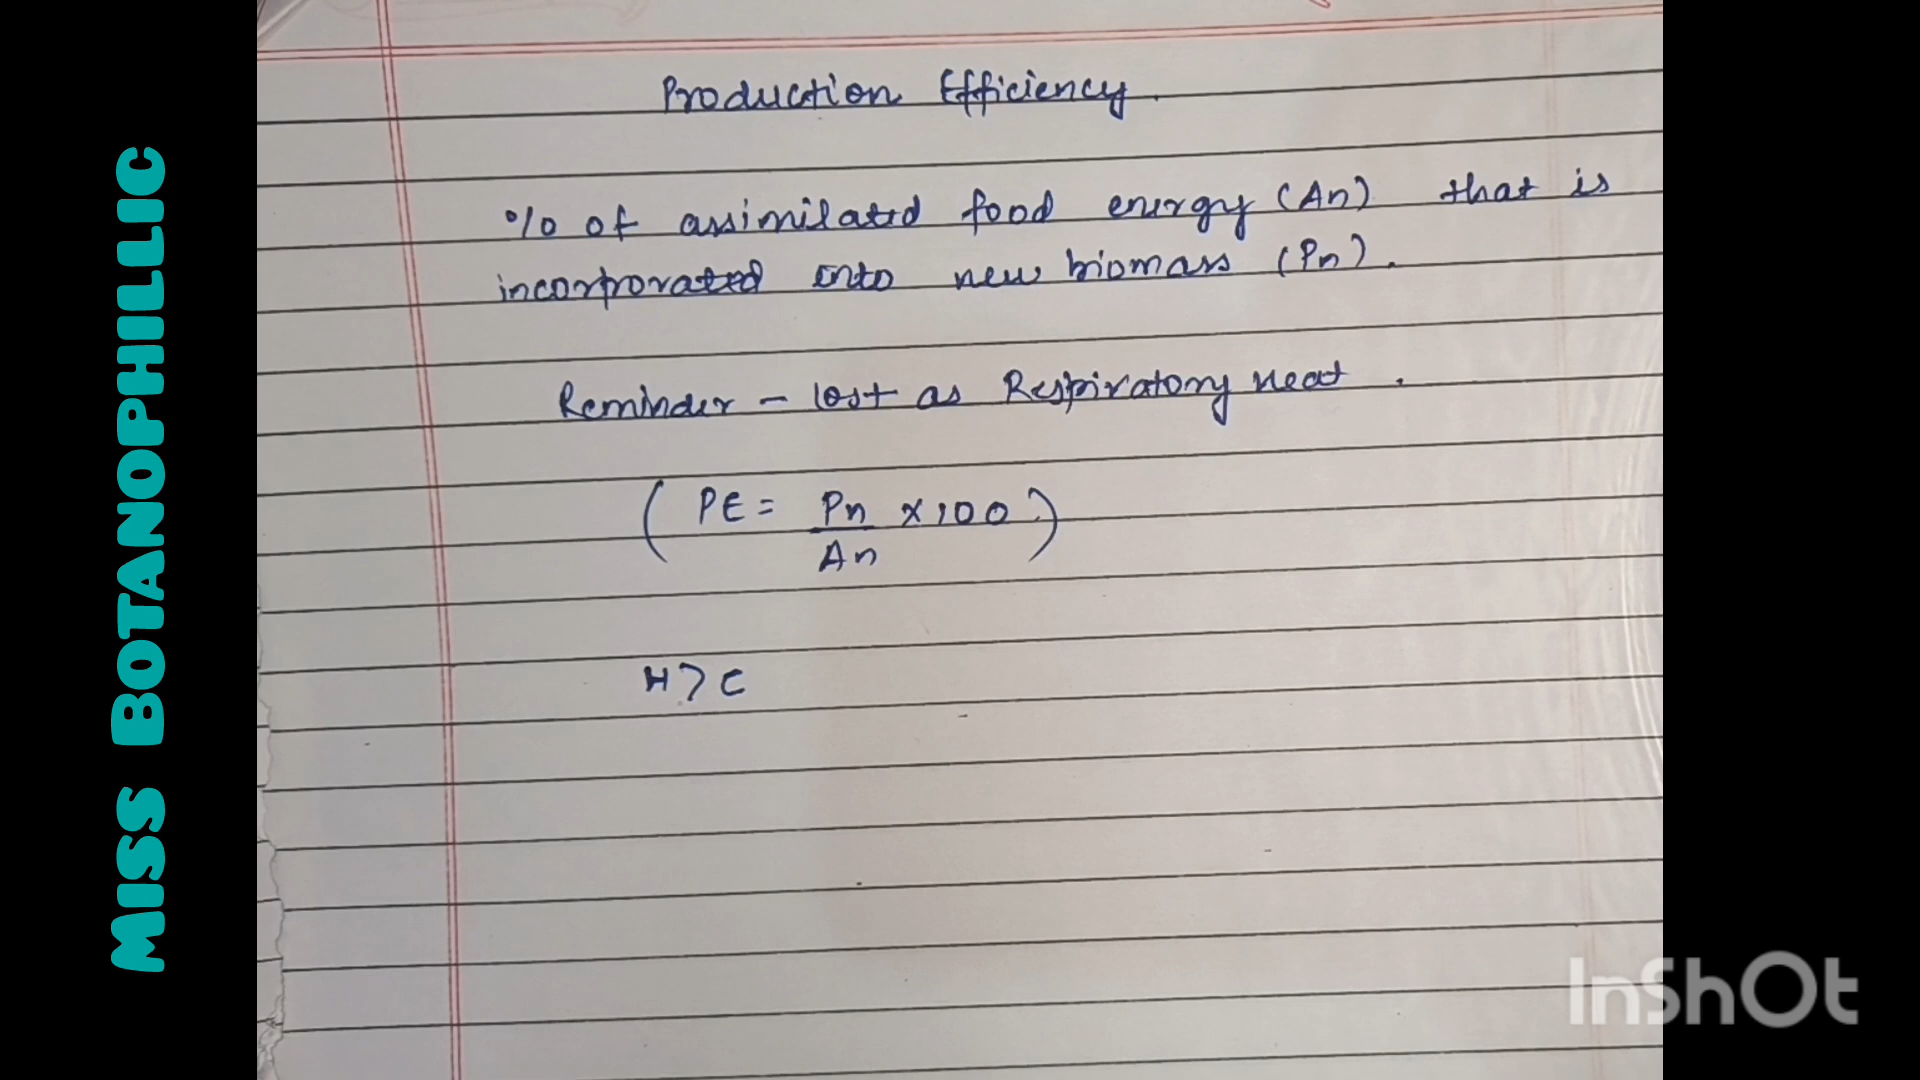 MISS BOTANOPHILLIC
Production Efficiency.
% of assimilated food energy (An) that is
incorporated into new biomass (Pn).
Reminder - lost as Respiratory heat.
( PE = Pn/An x 100 )
H > C
InShOt